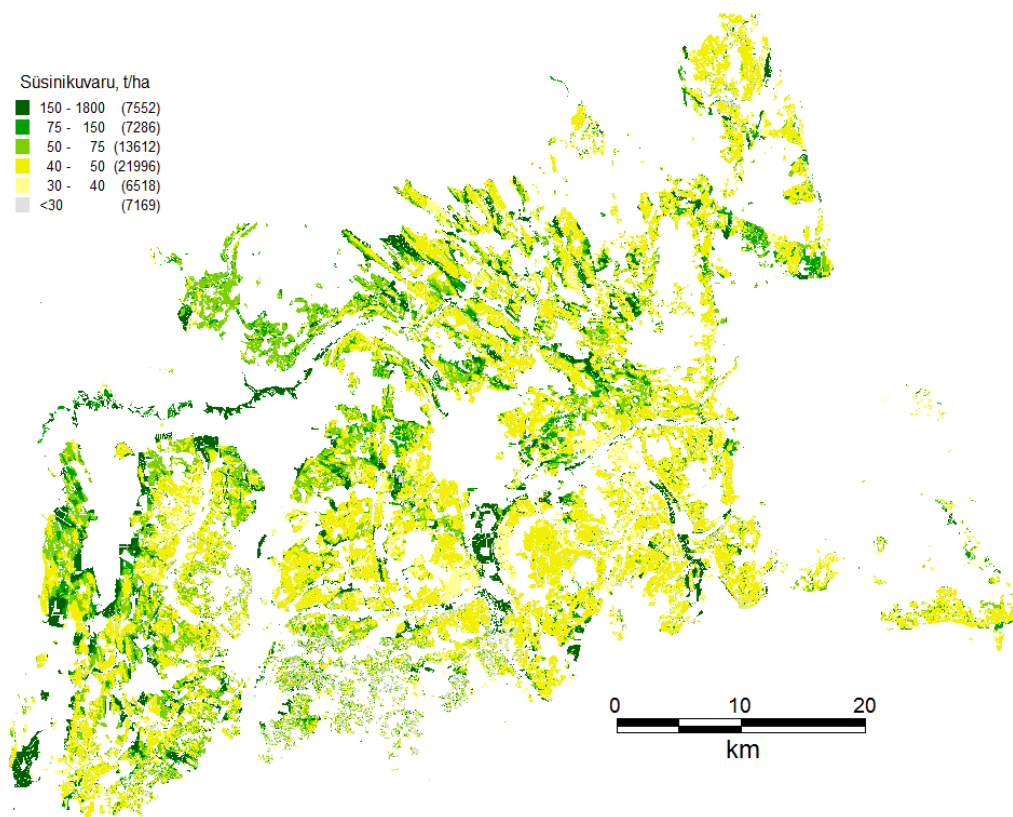 Süsinikuvaru, t/ha
150 - 1800 (7552)
75 - 150 (7286)
50 - 75 (13612)
40 - 50 (21996)
30 - 40 (6518)
<30 (7169)
0 10 20
km